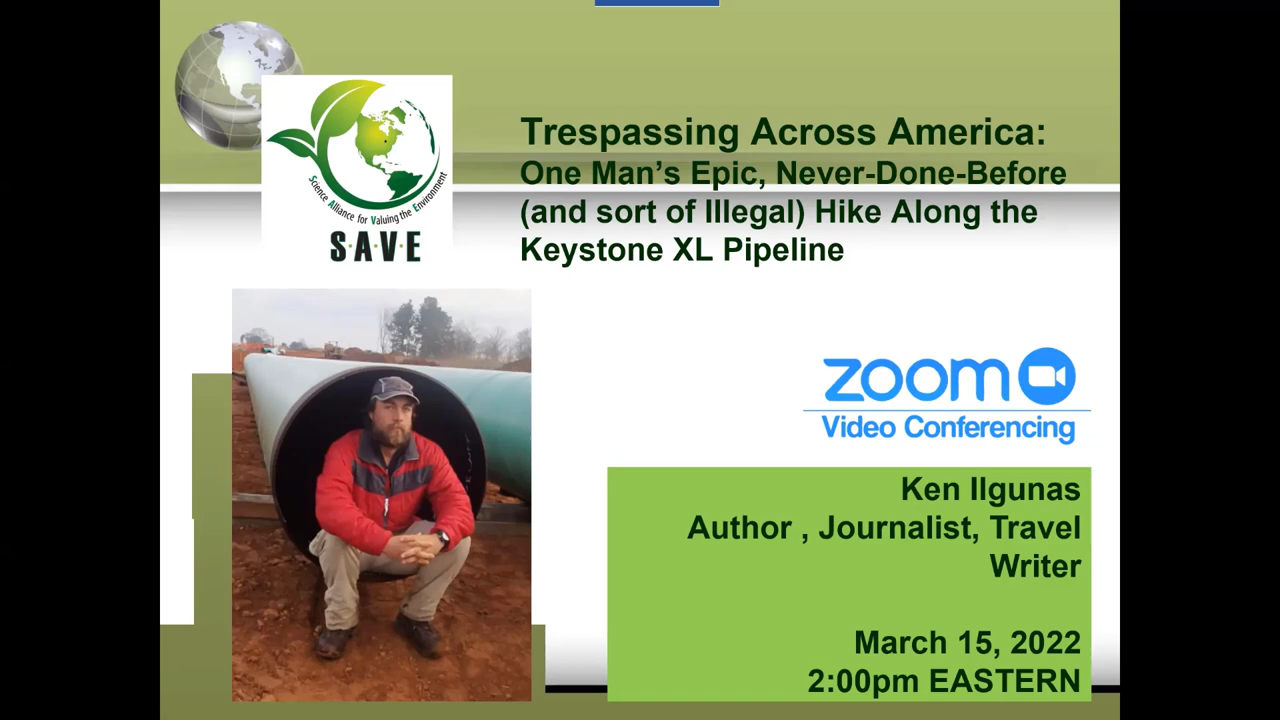 Trespassing Across America:
One Man's Epic, Never-Done-Before
(and sort of Illegal) Hike Along the
Keystone XL Pipeline
Science Alliance for Valuing the Environment
S·A·V·E
zoom
Video Conferencing
Ken Ilgunas
Author , Journalist, Travel
Writer
March 15, 2022
2:00pm EASTERN